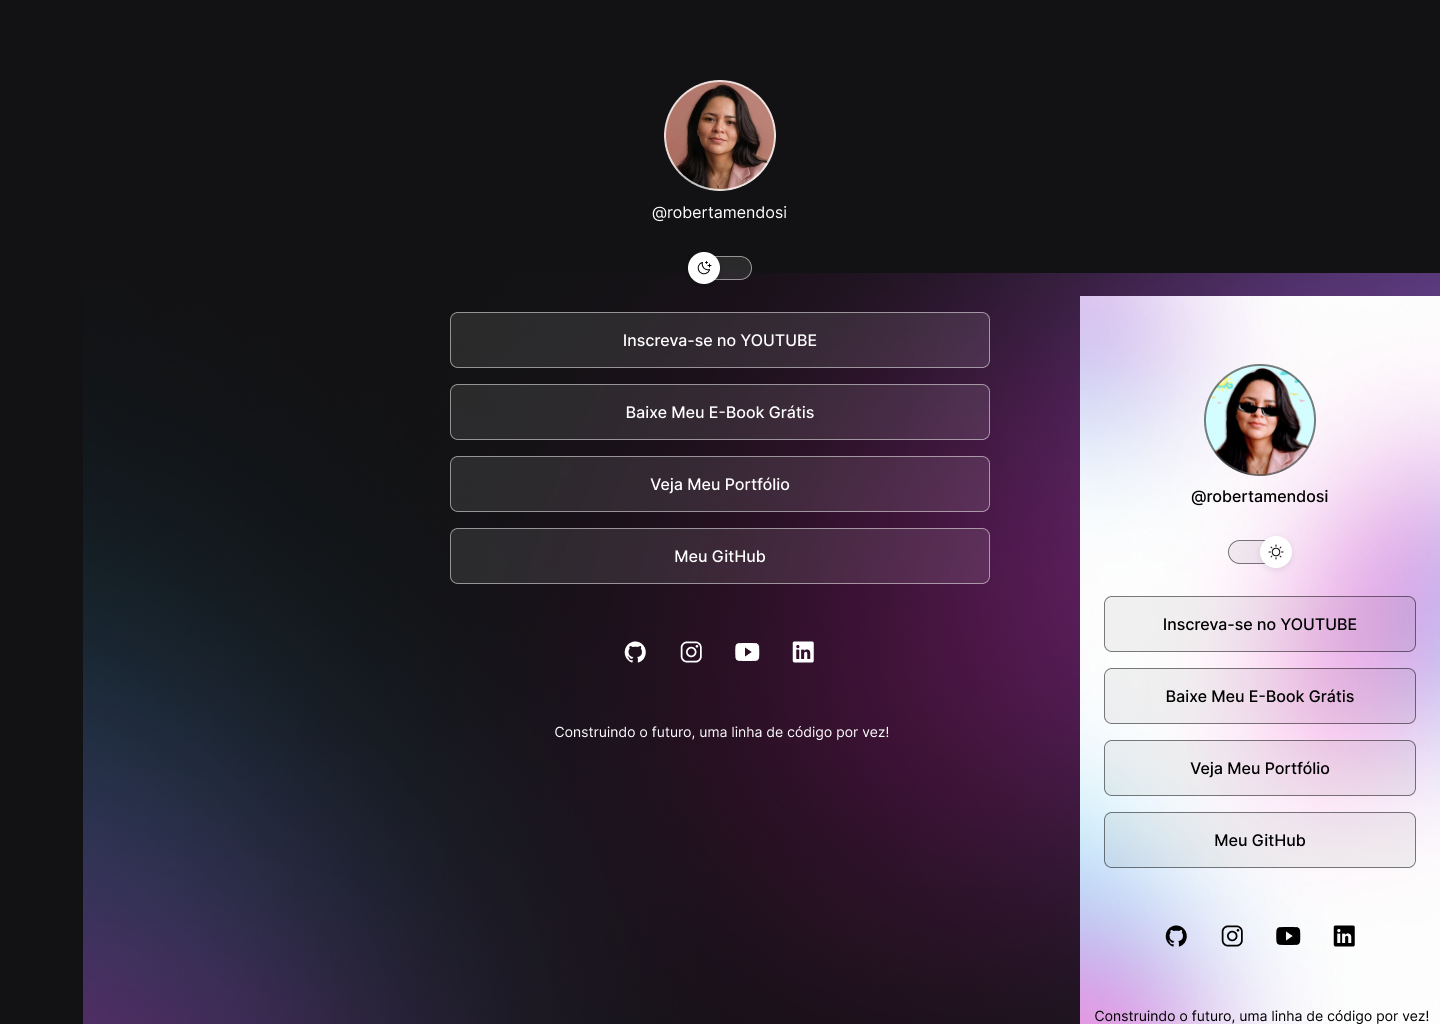 @robertamendosi
Inscreva-se no YOUTUBE
Baixe Meu E-Book Grátis
Veja Meu Portfólio
Meu GitHub
Construindo o futuro, uma linha de código por vez!
@robertamendosi
Inscreva-se no YOUTUBE
Baixe Meu E-Book Grátis
Veja Meu Portfólio
Meu GitHub
Construindo o futuro, uma linha de código por vez!